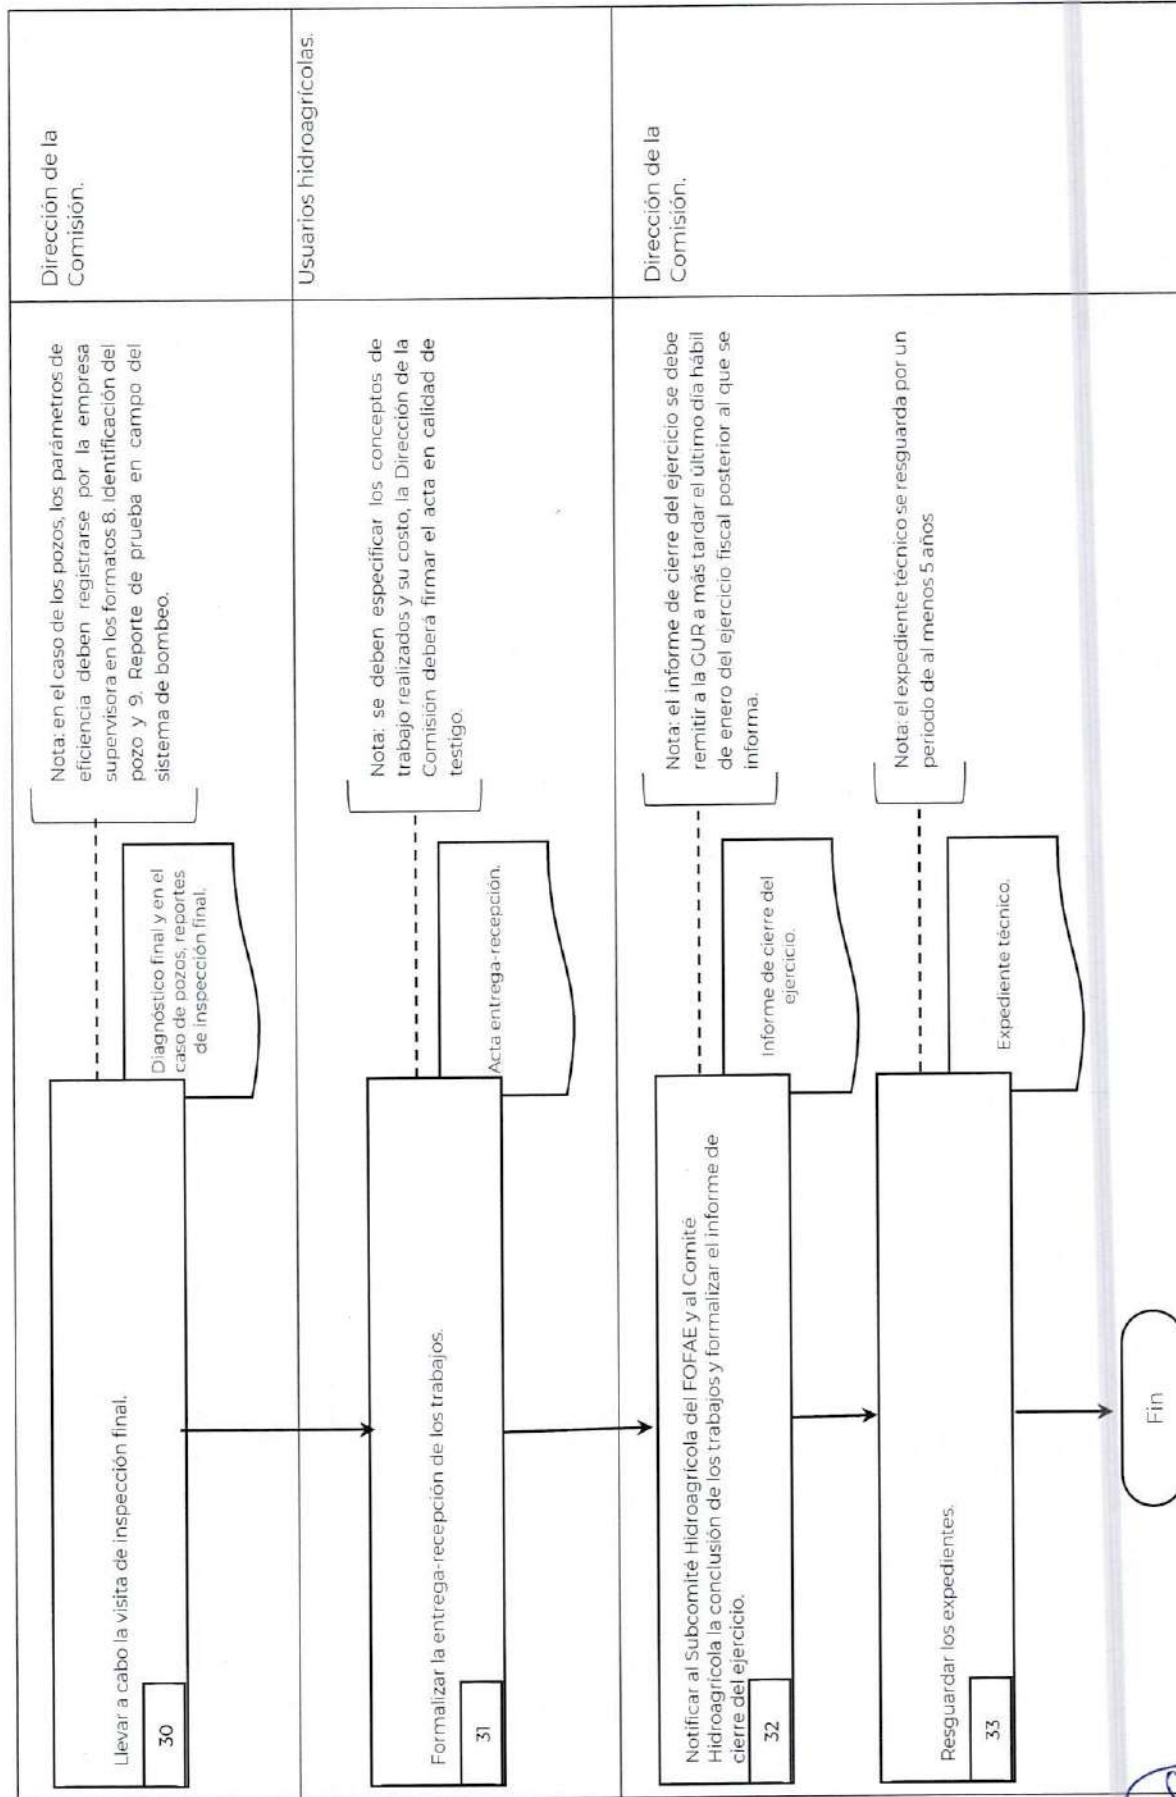 Llevar a cabo la visita de inspección final.
30
Diagnóstico final y en el
caso de pozos, reportes
de inspección final.
Nota: en el caso de los pozos, los parámetros de
eficiencia deben registrarse por la empresa
supervisora en los formatos 8. Identificación del
pozo y 9. Reporte de prueba en campo del
sistema de bombeo.
Dirección de la
Comisión.
Formalizar la entrega-recepción de los trabajos.
31
Acta entrega-recepción.
Nota: se deben especificar los conceptos de
trabajo realizados y su costo, la Dirección de la
Comisión deberá firmar el acta en calidad de
testigo.
Usuarios hidroagrícolas.
Notificar al Subcomité Hidroagrícola del FOFAE y al Comité
Hidroagrícola la conclusión de los trabajos y formalizar el informe de
cierre del ejercicio.
32
Informe de cierre del
ejercicio.
Nota: el informe de cierre del ejercicio se debe
remitir a la GUR a más tardar el último día hábil
de enero del ejercicio fiscal posterior al que se
informa.
Dirección de la
Comisión.
Resguardar los expedientes.
33
Expediente técnico.
Nota: el expediente técnico se resguarda por un
periodo de al menos 5 años
Fin